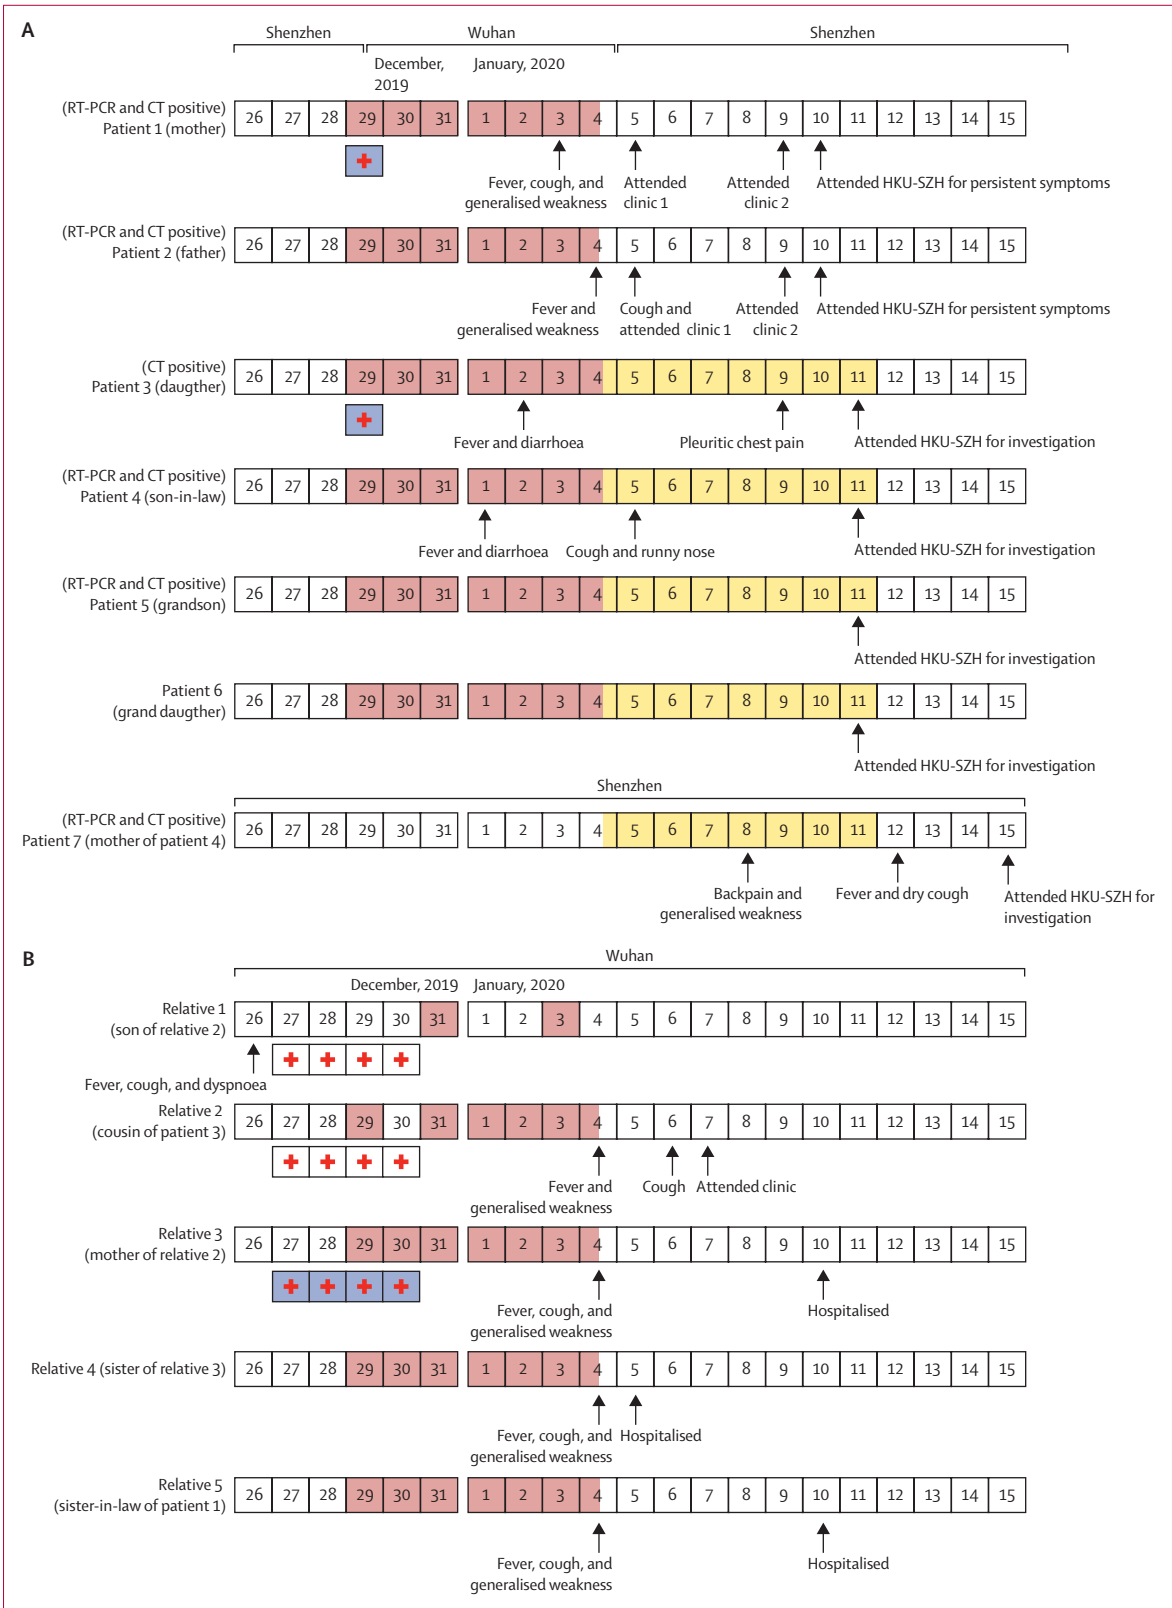 A
Shenzhen Wuhan Shenzhen
December, January, 2020
2019
(RT-PCR and CT positive)
Patient 1 (mother)
26 27 28 29 30 31 1 2 3 4 5 6 7 8 9 10 11 12 13 14 15
Fever, cough, and Attended Attended Attended HKU-SZH for persistent symptoms
generalised weakness clinic 1 clinic 2
(RT-PCR and CT positive)
Patient 2 (father)
26 27 28 29 30 31 1 2 3 4 5 6 7 8 9 10 11 12 13 14 15
Fever and Cough and Attended Attended HKU-SZH for persistent symptoms
generalised weakness attended clinic 1 clinic 2
(CT positive)
Patient 3 (daugther)
26 27 28 29 30 31 1 2 3 4 5 6 7 8 9 10 11 12 13 14 15
Fever and diarrhoea Pleuritic chest pain Attended HKU-SZH for investigation
(RT-PCR and CT positive)
Patient 4 (son-in-law)
26 27 28 29 30 31 1 2 3 4 5 6 7 8 9 10 11 12 13 14 15
Fever and diarrhoea Cough and runny nose Attended HKU-SZH for investigation
(RT-PCR and CT positive)
Patient 5 (grandson)
26 27 28 29 30 31 1 2 3 4 5 6 7 8 9 10 11 12 13 14 15
Attended HKU-SZH for investigation
Patient 6
(grand daugther)
26 27 28 29 30 31 1 2 3 4 5 6 7 8 9 10 11 12 13 14 15
Attended HKU-SZH for investigation
Shenzhen
(RT-PCR and CT positive)
Patient 7 (mother of patient 4)
26 27 28 29 30 31 1 2 3 4 5 6 7 8 9 10 11 12 13 14 15
Backpain and Fever and dry cough Attended HKU-SZH for
generalised weakness investigation
B
Wuhan
December, 2019 January, 2020
Relative 1
(son of relative 2)
26 27 28 29 30 31 1 2 3 4 5 6 7 8 9 10 11 12 13 14 15
Fever, cough, and dyspnoea
Relative 2
(cousin of patient 3)
26 27 28 29 30 31 1 2 3 4 5 6 7 8 9 10 11 12 13 14 15
Fever and Cough Attended clinic
generalised weakness
Relative 3
(mother of relative 2)
26 27 28 29 30 31 1 2 3 4 5 6 7 8 9 10 11 12 13 14 15
Fever, cough, and Hospitalised
generalised weakness
Relative 4 (sister of relative 3)
26 27 28 29 30 31 1 2 3 4 5 6 7 8 9 10 11 12 13 14 15
Fever, cough, and Hospitalised
generalised weakness
Relative 5
(sister-in-law of patient 1)
26 27 28 29 30 31 1 2 3 4 5 6 7 8 9 10 11 12 13 14 15
Fever, cough, and Hospitalised
generalised weakness